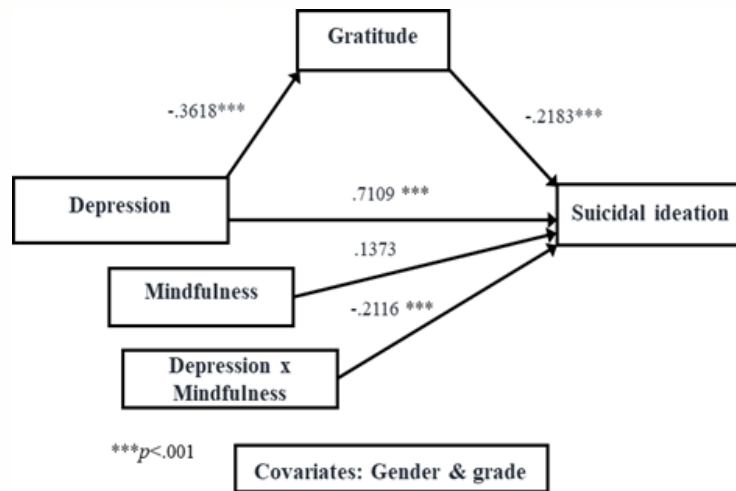 Gratitude
-.3618***
-.2183***
Depression
.7109 ***
Suicidal ideation
.1373
Mindfulness
-.2116 ***
Depression x
Mindfulness
***p<.001
Covariates: Gender & grade